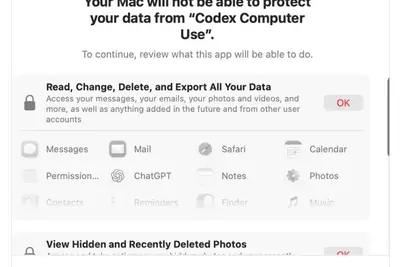 Your Mac will not be able to protect
your data from “Codex Computer
Use”.
To continue, review what this app will be able to do.
Read, Change, Delete, and Export All Your Data
Access your messages, your emails, your photos and videos, and
more, as well as anything added in the future and from other user
accounts
OK
Messages
Mail
Safari
Calendar
Permission...
ChatGPT
Notes
Photos
Contacts
Reminders
Finder
Music
View Hidden and Recently Deleted Photos
OK